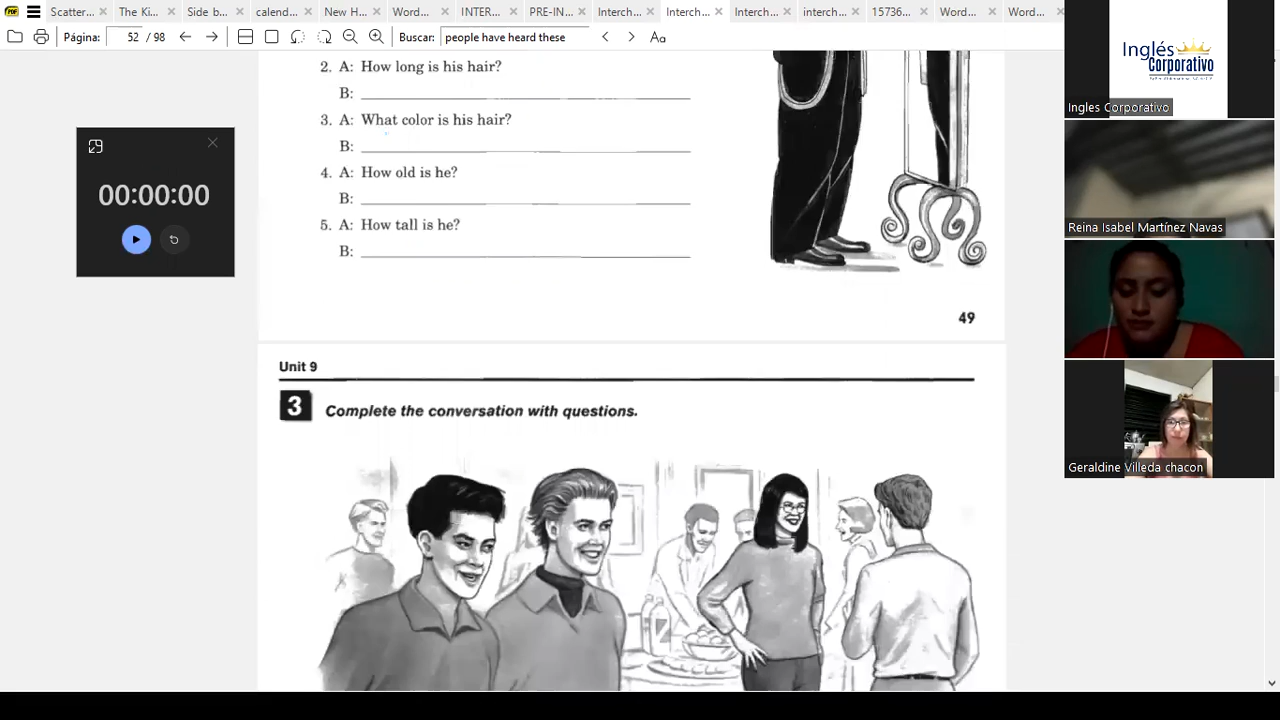 Scatter...
The Ki...
Side b...
calend...
New H...
Word...
INTER...
PRE-IN...
Interch...
Interch...
Interch...
interch...
15736...
Word...
Word...
Página: 52 / 98
Buscar: people have heard these
Aa
2. A: How long is his hair?
B:
3. A: What color is his hair?
B:
4. A: How old is he?
B:
5. A: How tall is he?
B:
49
00:00:00
Unit 9
3 Complete the conversation with questions.
Inglés
Corporativo
Ingles Corporativo
Reina Isabel Martínez Navas
Geraldine Villeda chacon